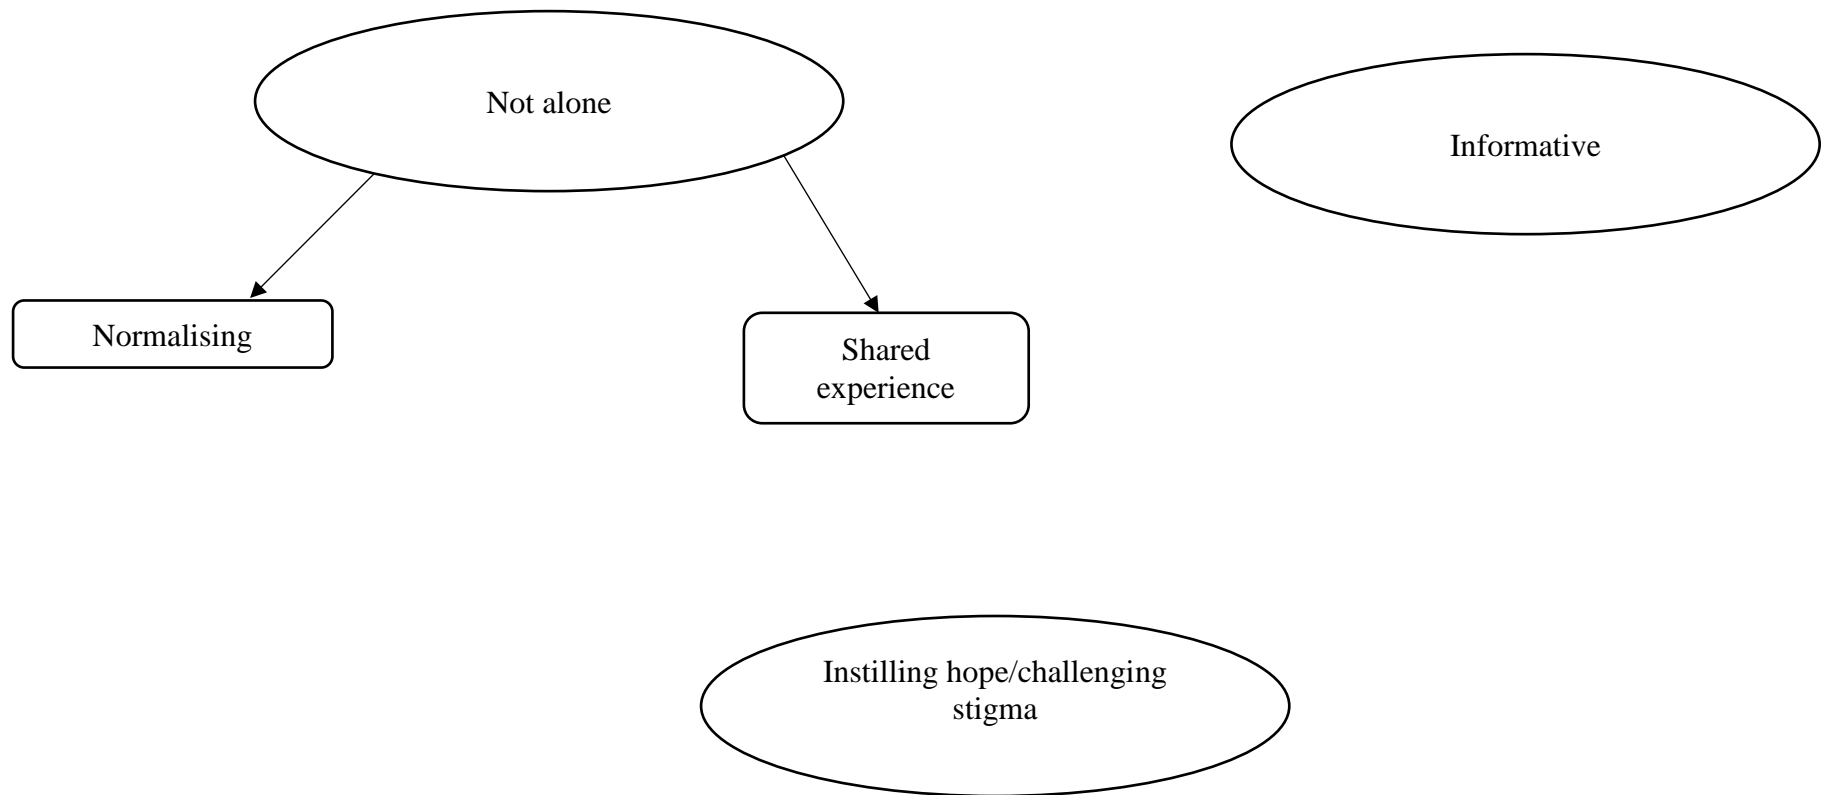 Not alone
Informative
Normalising
Shared
experience
Instilling hope/challenging
stigma